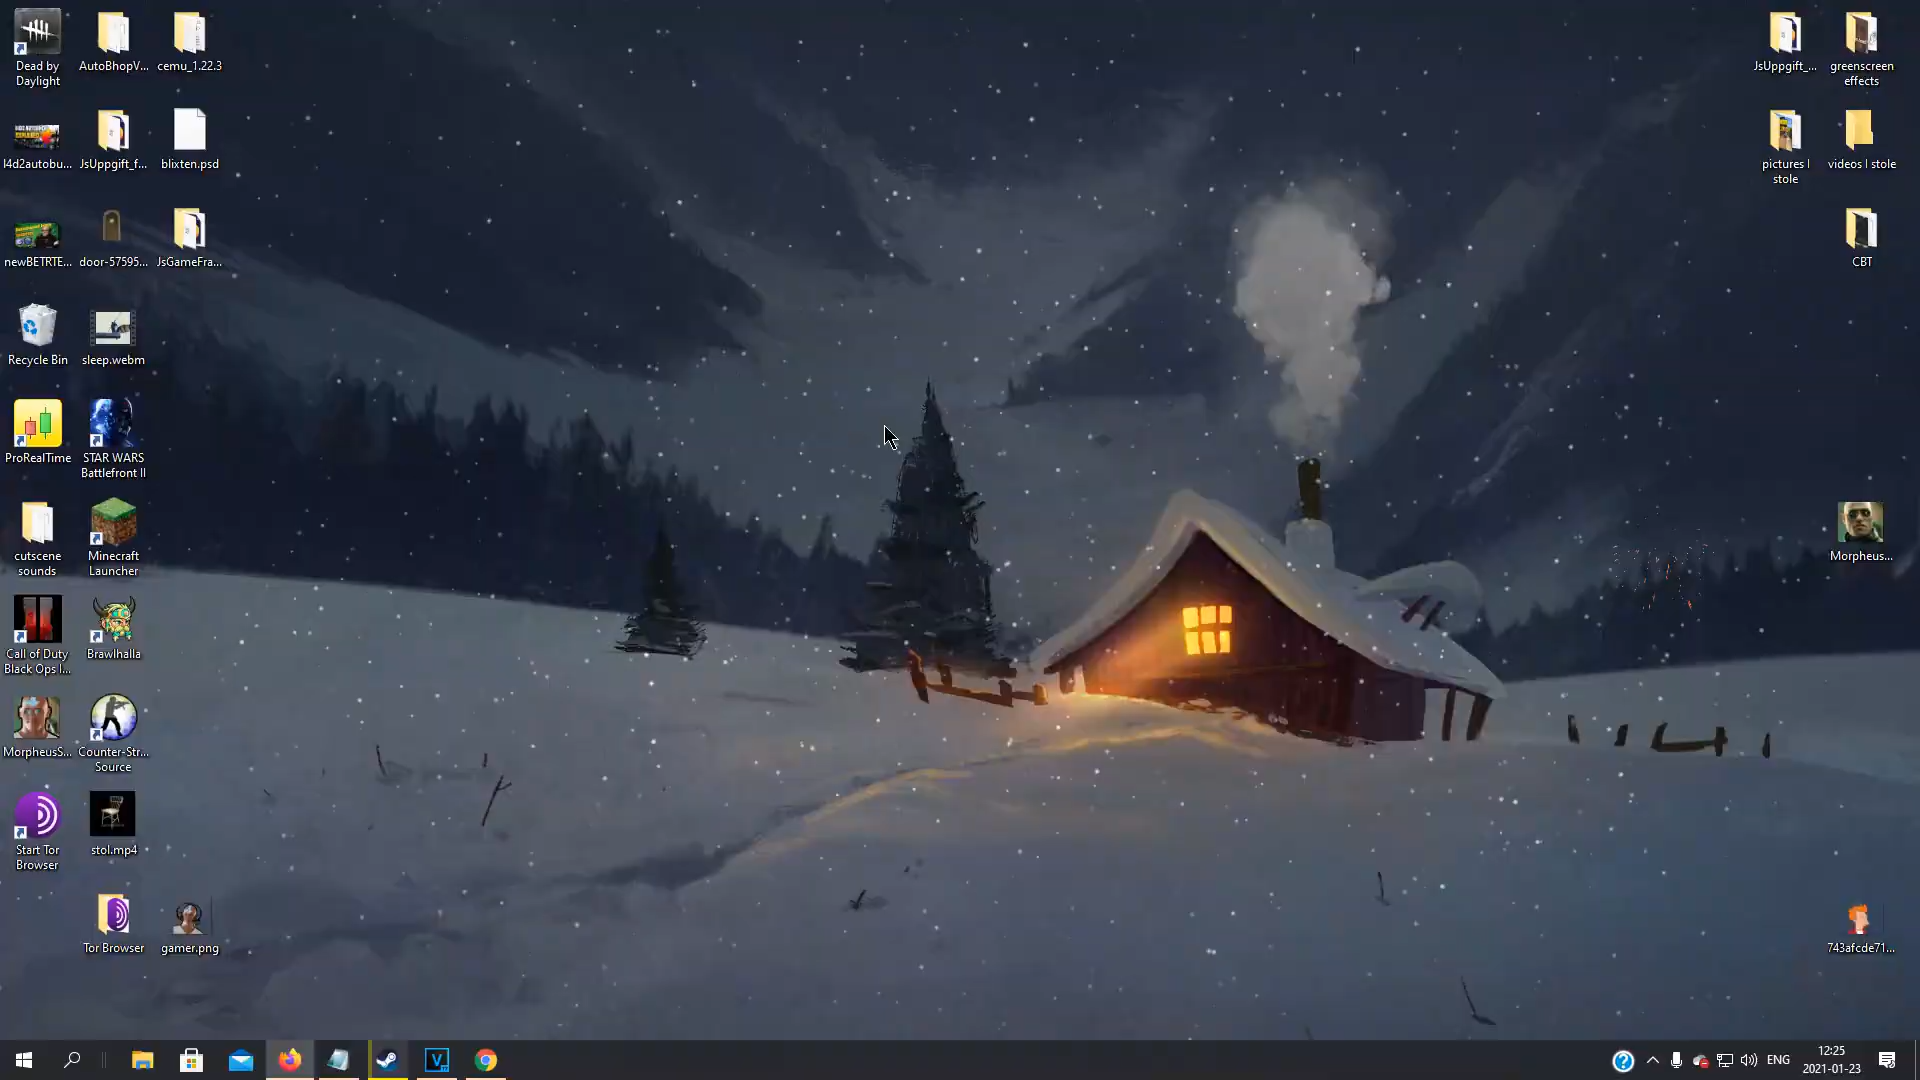 Dead by
Daylight
AutoBhopV...
cemu_1.22.3
l4d2autobu...
JsUppgift_f...
blixten.psd
newBETRTE...
door-57595...
JsGameFra...
Recycle Bin
sleep.webm
ProRealTime
STAR WARS
Battlefront II
cutscene
sounds
Minecraft
Launcher
Call of Duty
Black Ops I...
Brawlhalla
MorpheusS...
Counter-Str...
Source
Start Tor
Browser
stol.mp4
Tor Browser
gamer.png
JsUppgift_...
greenscreen
effects
pictures I
stole
videos I stole
CBT
Morpheus...
743afcde71...
ENG
12:25
2021-01-23